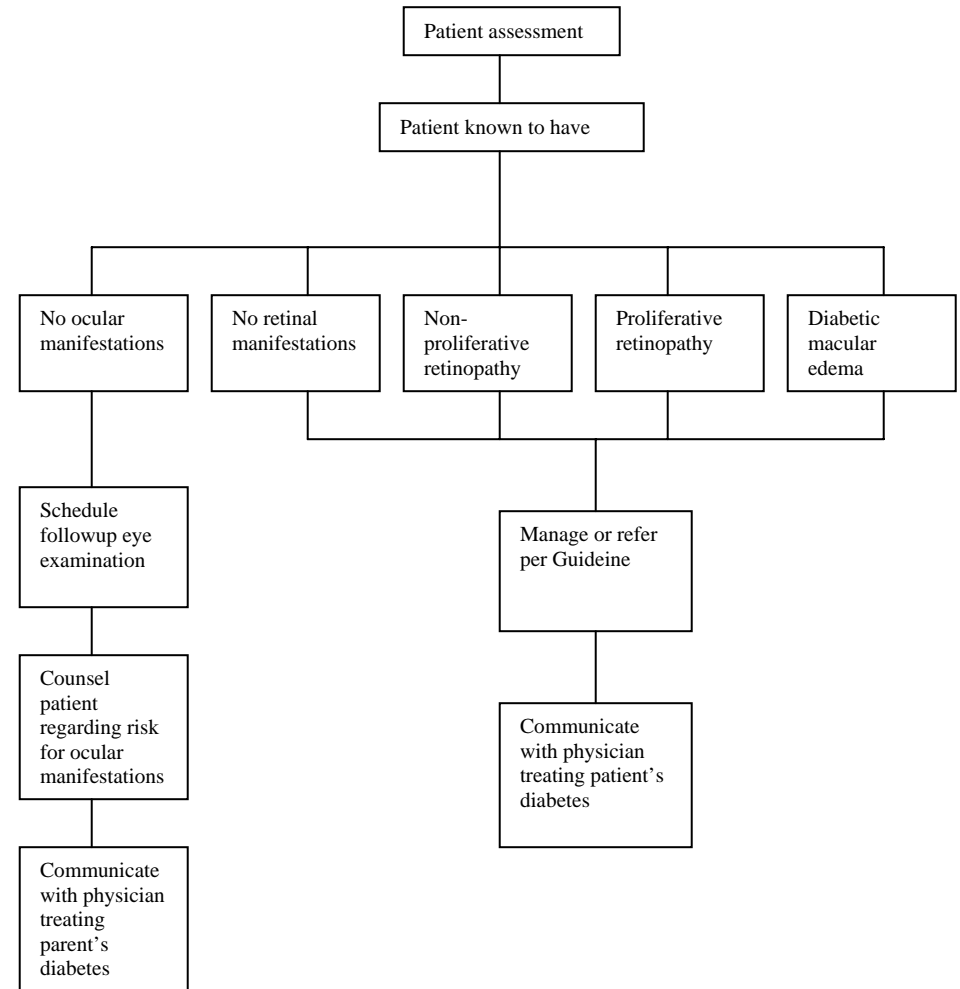 Patient assessment
Patient known to have
No ocular
manifestations
No retinal
manifestations
Non-
proliferative
retinopathy
Proliferative
retinopathy
Diabetic
macular
edema
Schedule
followup eye
examination
Manage or refer
per Guideine
Counsel
patient
regarding risk
for ocular
manifestations
Communicate
with physician
treating patient’s
diabetes
Communicate
with physician
treating
parent’s
diabetes